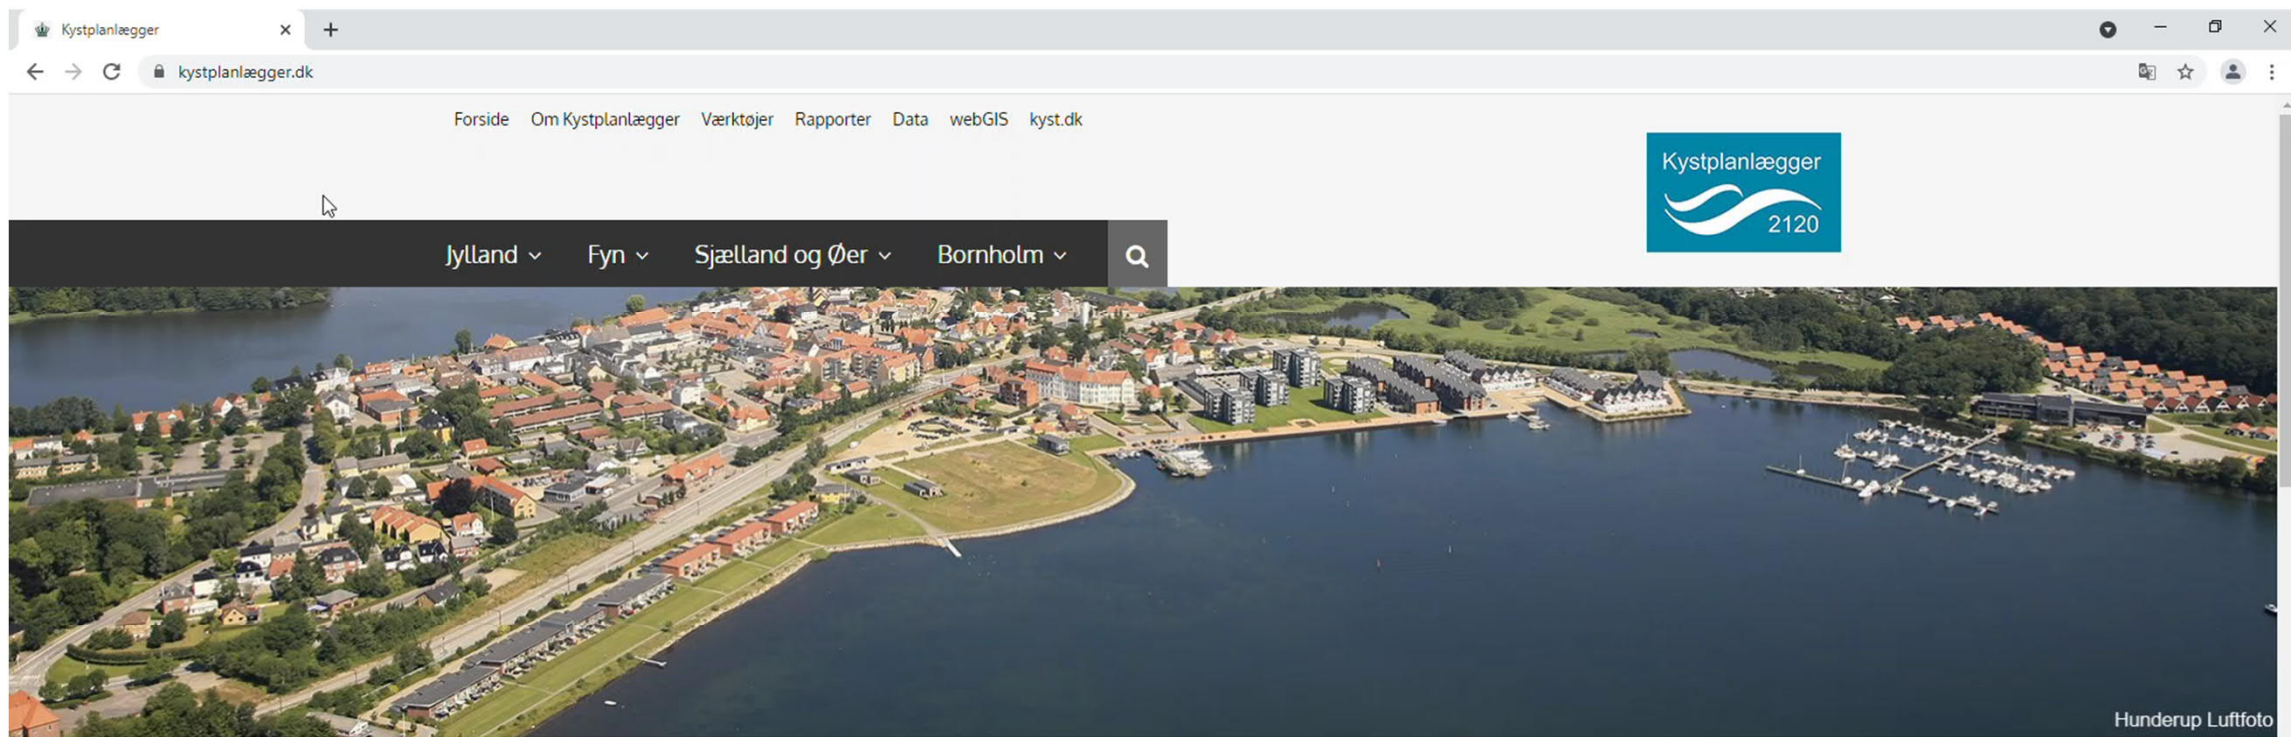 Kystplanlægger
kystplanlægger.dk
Forside Om Kystplanlægger Værktøjer Rapporter Data webGIS kyst.dk
Kystplanlægger
2120
Jylland Fyn Sjælland og Øer Bornholm
Hunderup Luftfoto